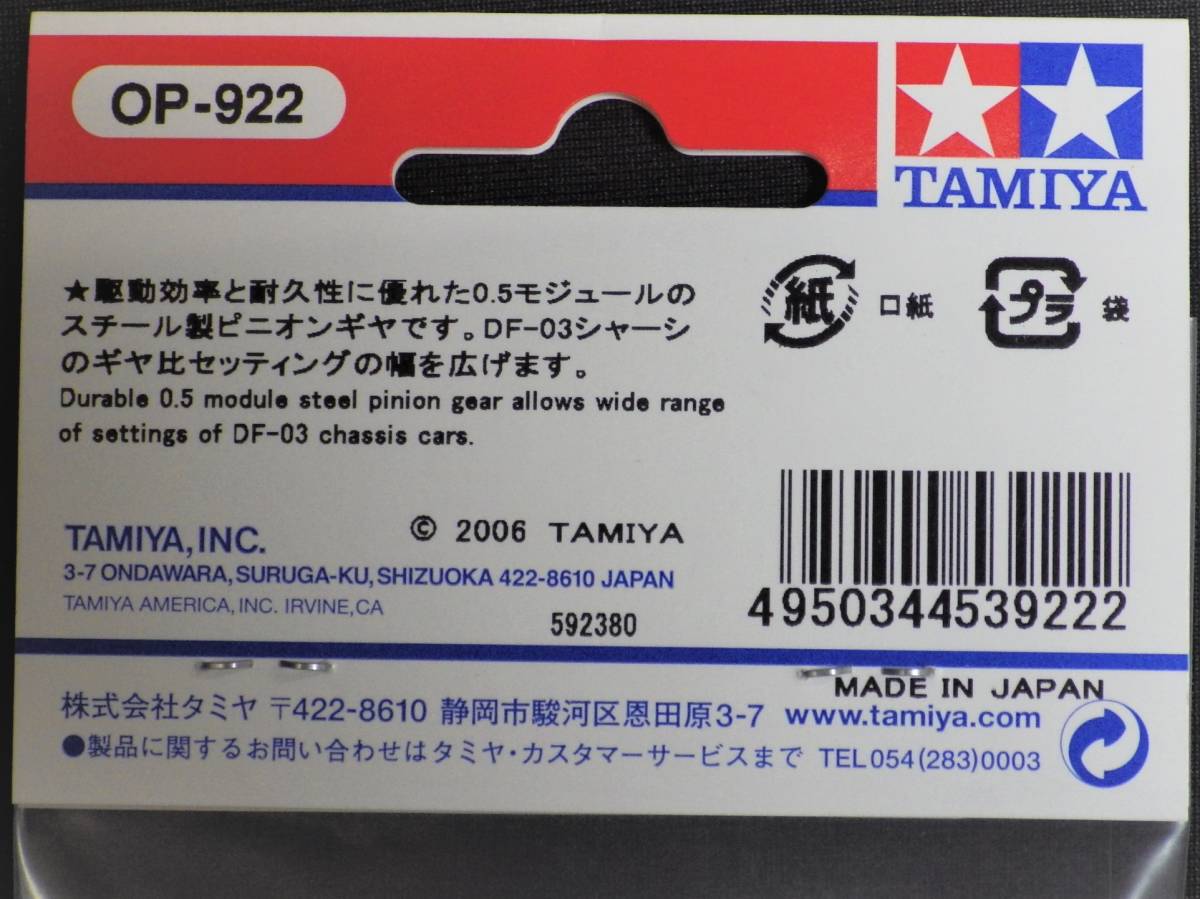 OP-922
TAMIYA
★駆動効率と耐久性に優れた0.5モジュールの
スチール製ピニオンギヤです。DF-03シャーシ
のギヤ比セッティングの幅を広げます。
Durable 0.5 module steel pinion gear allows wide range
of settings of DF-03 chassis cars.
紙 口紙
プラ 袋
TAMIYA, INC.
© 2006 TAMIYA
3-7 ONDAWARA, SURUGA-KU, SHIZUOKA 422-8610 JAPAN
TAMIYA AMERICA, INC. IRVINE, CA
592380
4950344539222
MADE IN JAPAN
株式会社タミヤ 〒422-8610 静岡市駿河区恩田原3-7 www.tamiya.com
●製品に関するお問い合わせはタミヤ・カスタマーサービスまで TEL054(283)0003